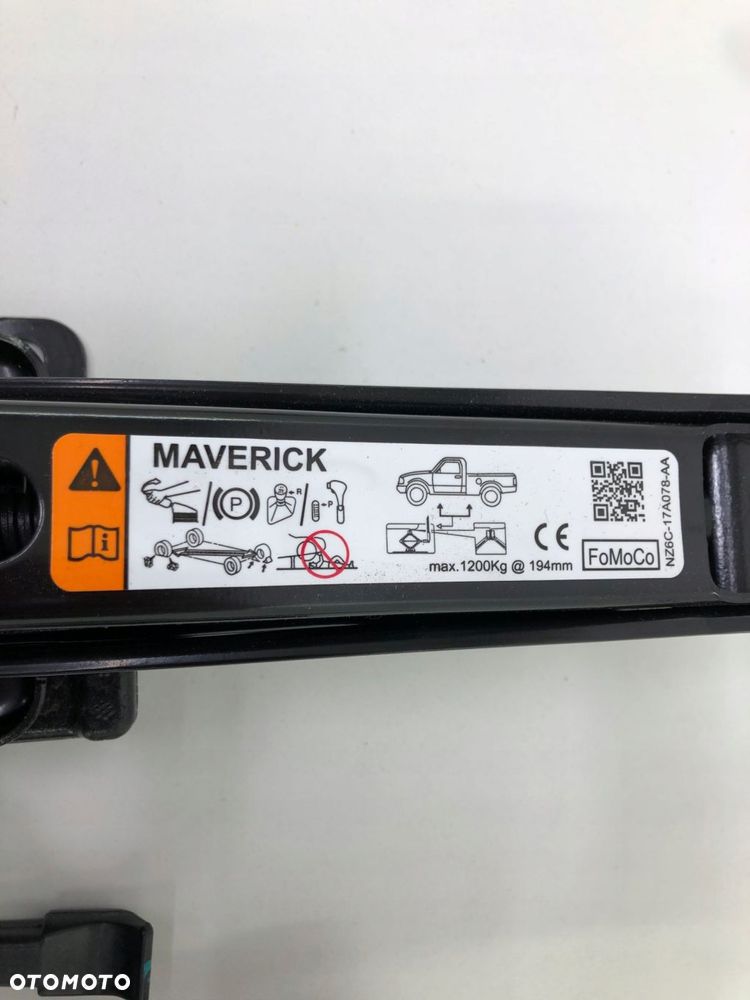 MAVERICK
P
R
P
max.1200Kg @ 194mm
CE
FoMoCo
NZ6C-17A078-AA
OTOMOTO